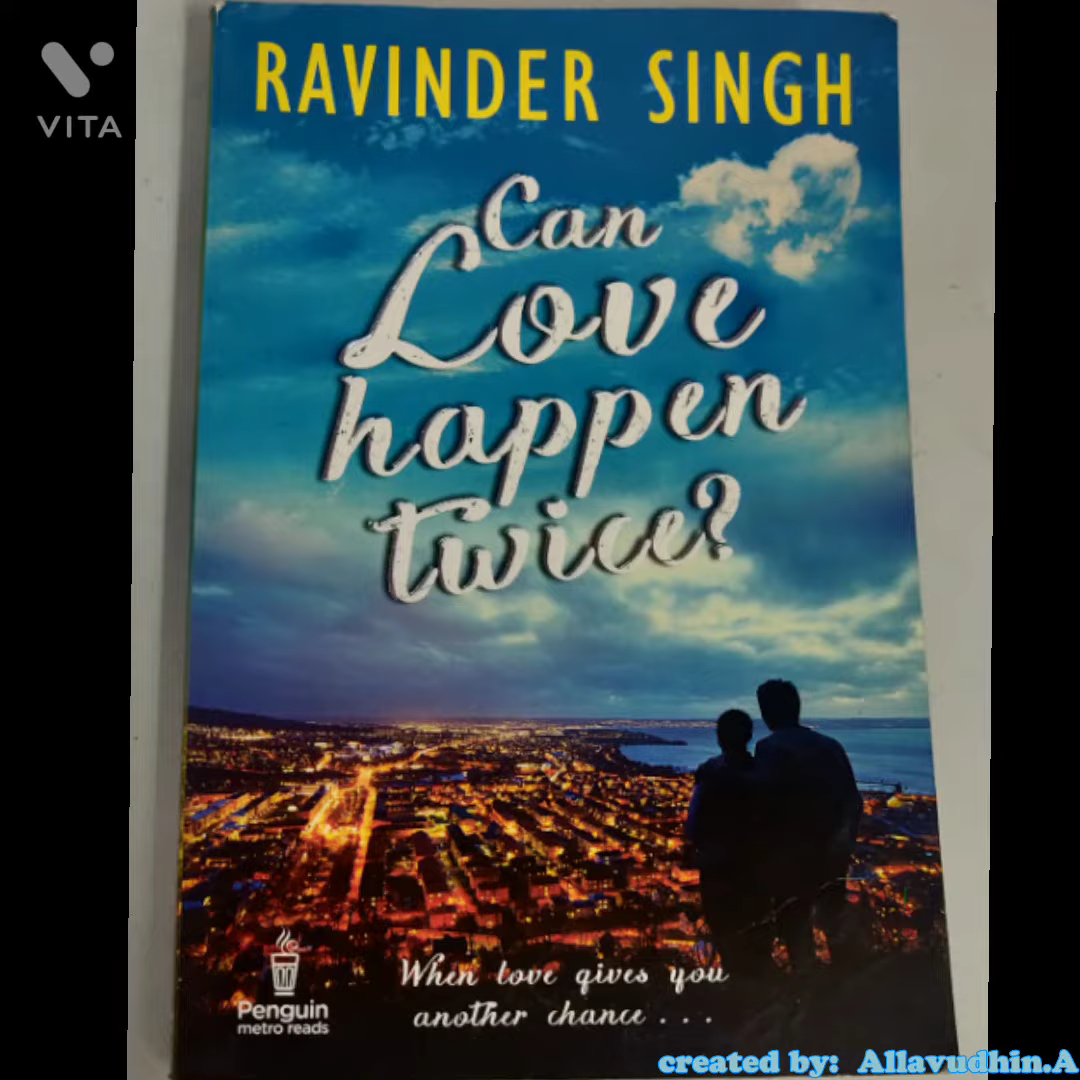 VITA
RAVINDER SINGH
Can
Love
happen
twice?
When love gives you
another chance...
Penguin
metro reads
created by: Allavudhin.A